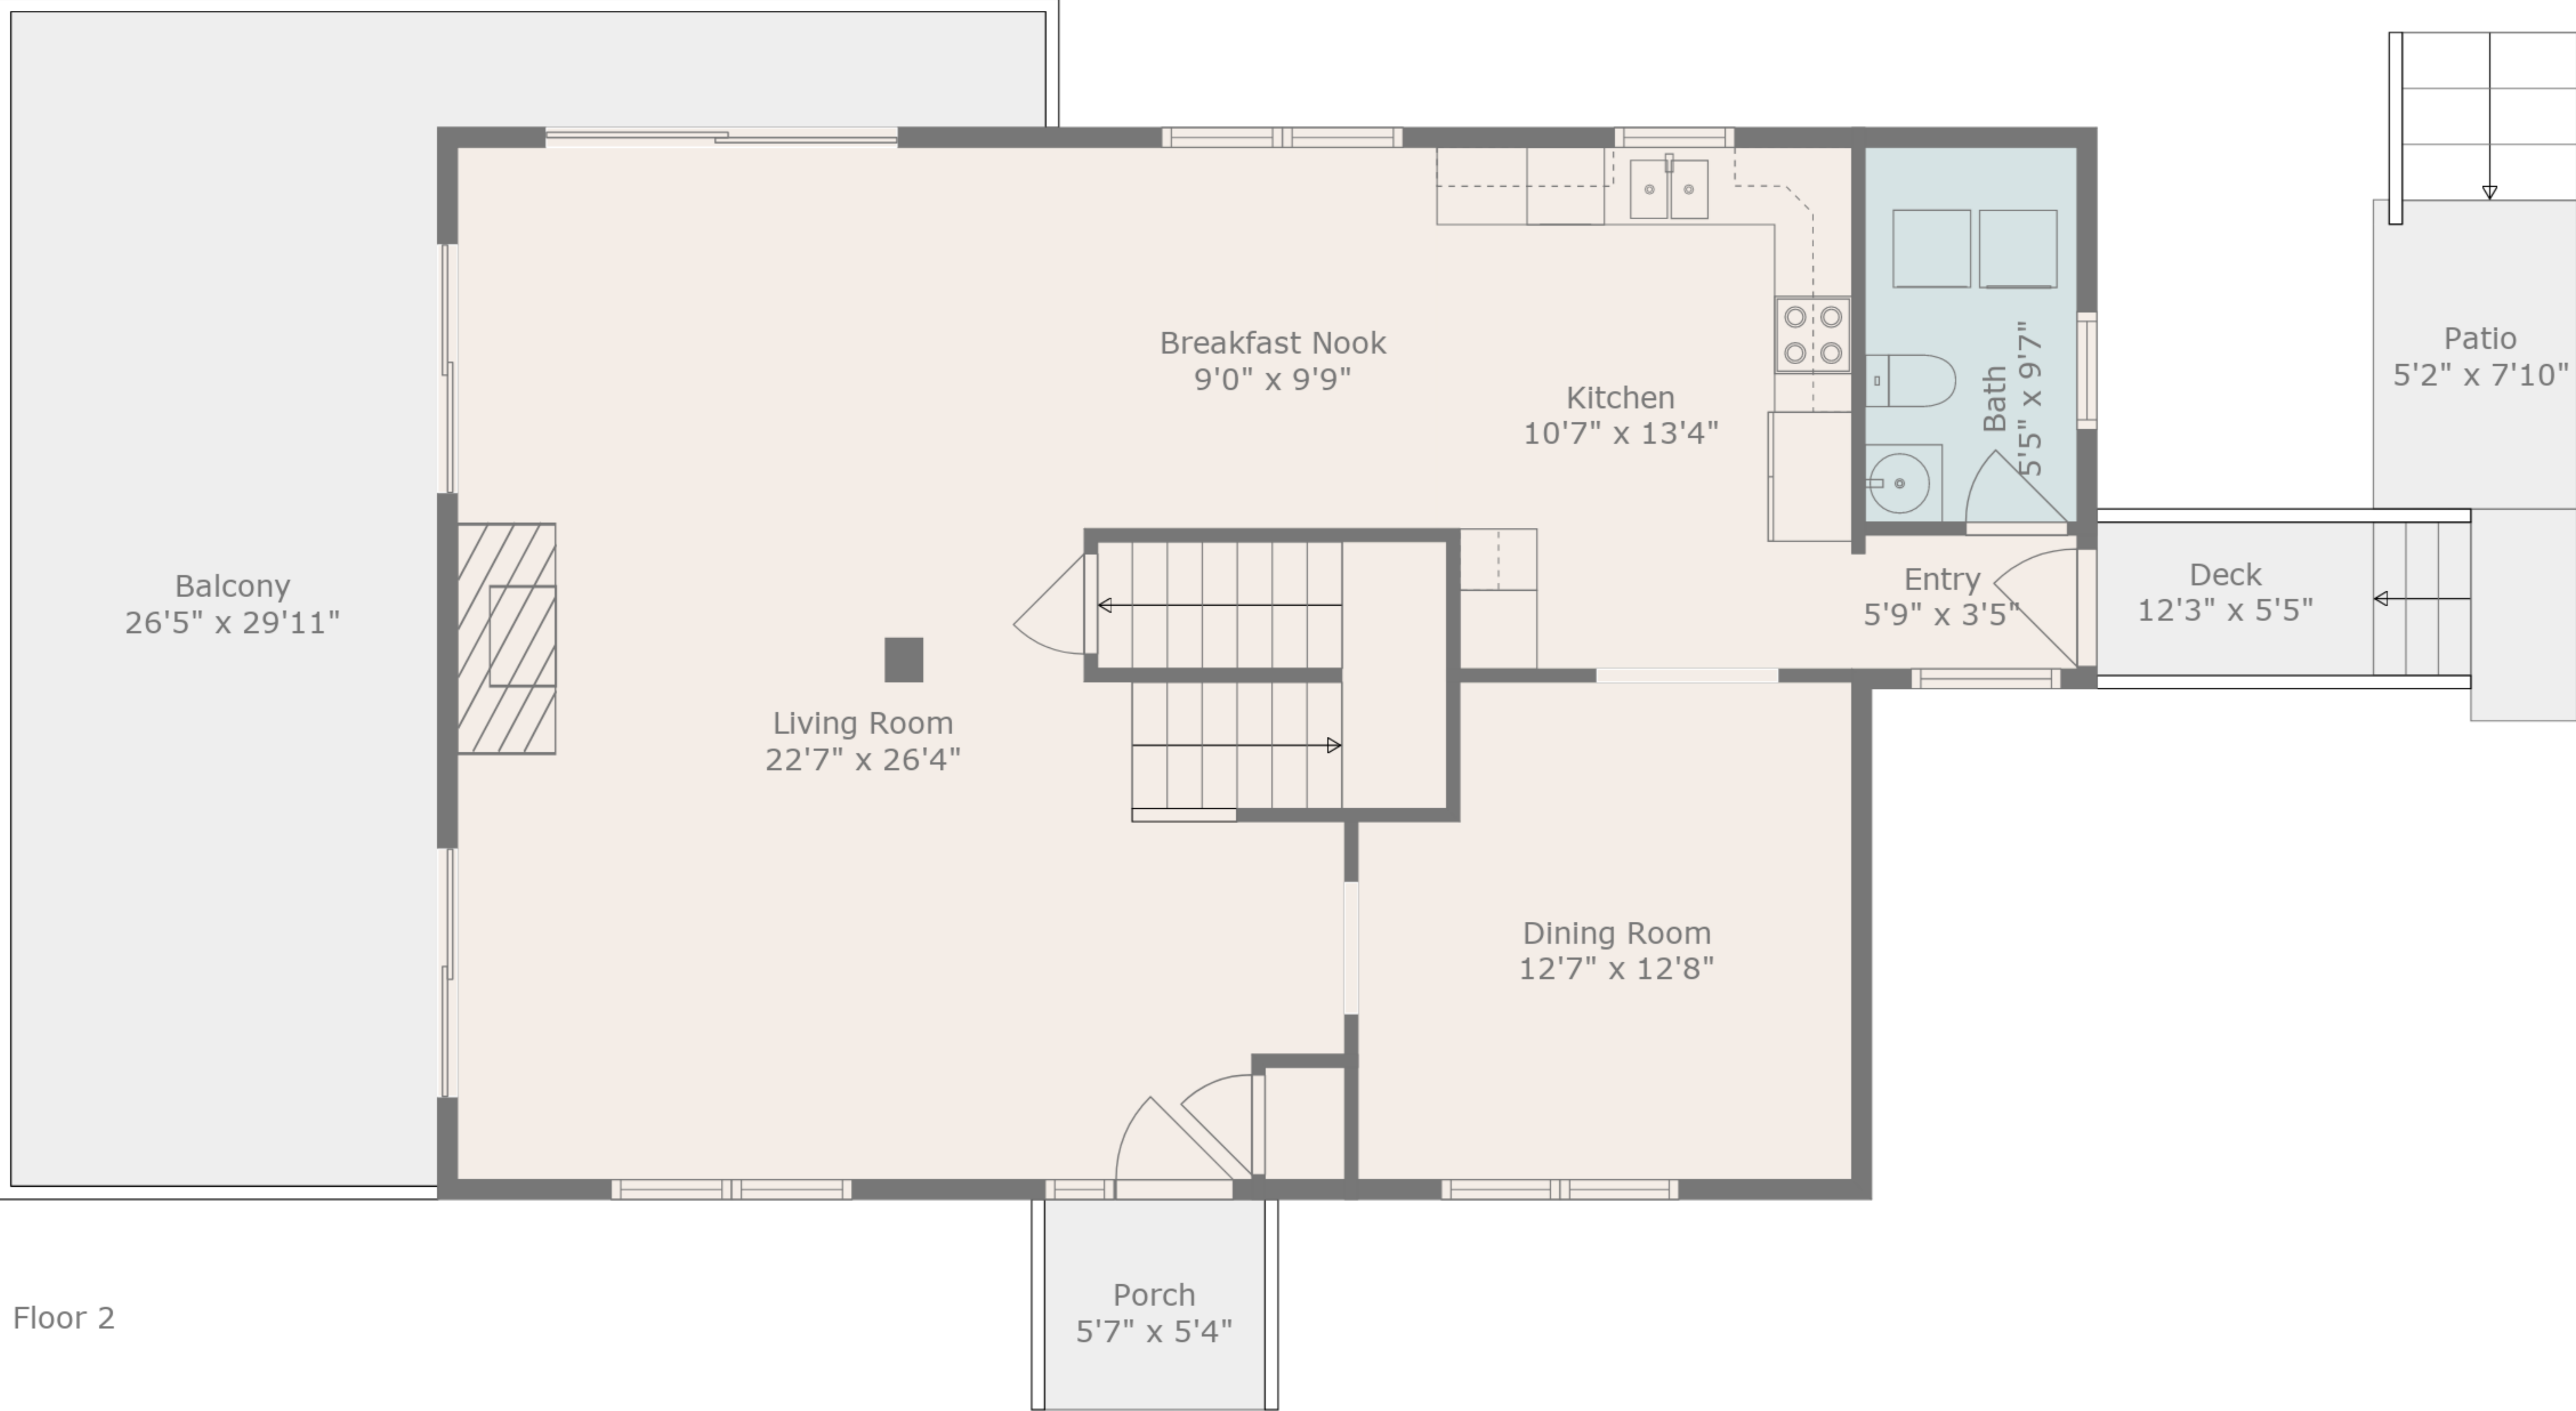 Breakfast Nook
9'0" x 9'9"
Kitchen
10'7" x 13'4"
Bath
5'5" x 9'7"
Patio
5'2" x 7'10"
Balcony
26'5" x 29'11"
Entry
5'9" x 3'5"
Deck
12'3" x 5'5"
Living Room
22'7" x 26'4"
Dining Room
12'7" x 12'8"
Porch
5'7" x 5'4"
Floor 2